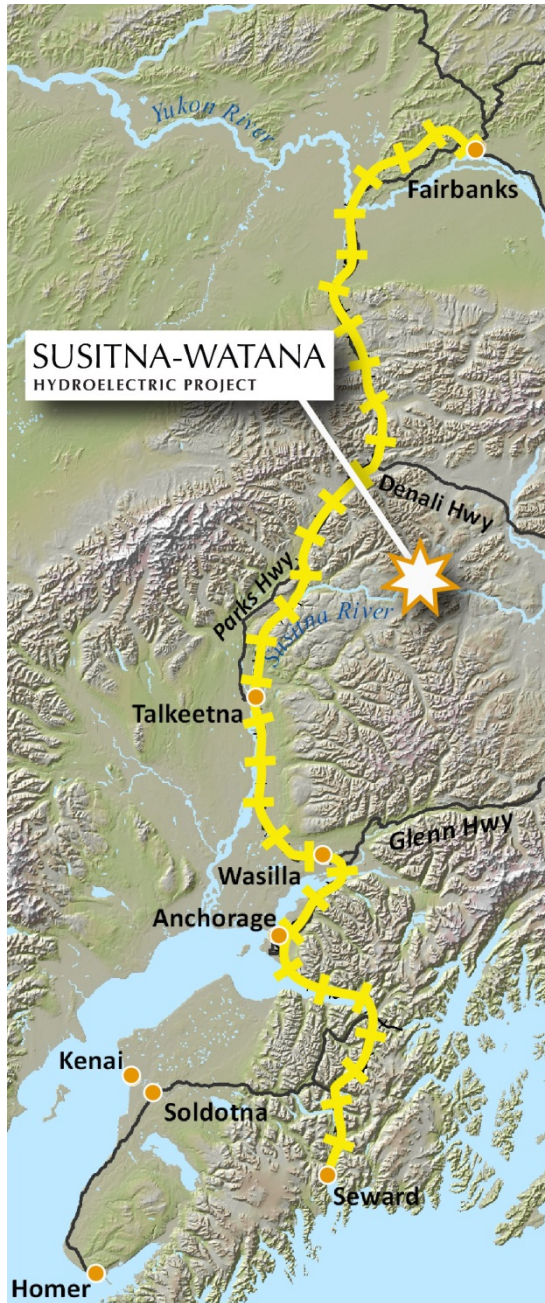 Yukon
River
Fairbanks
SUSITNA-WATANA
HYDROELECTRIC PROJECT
Denali Hwy
Parks Hwy
Susitna River
Talkeetna
Glenn Hwy
Wasilla
Anchorage
Kenai
Soldotna
Seward
Homer